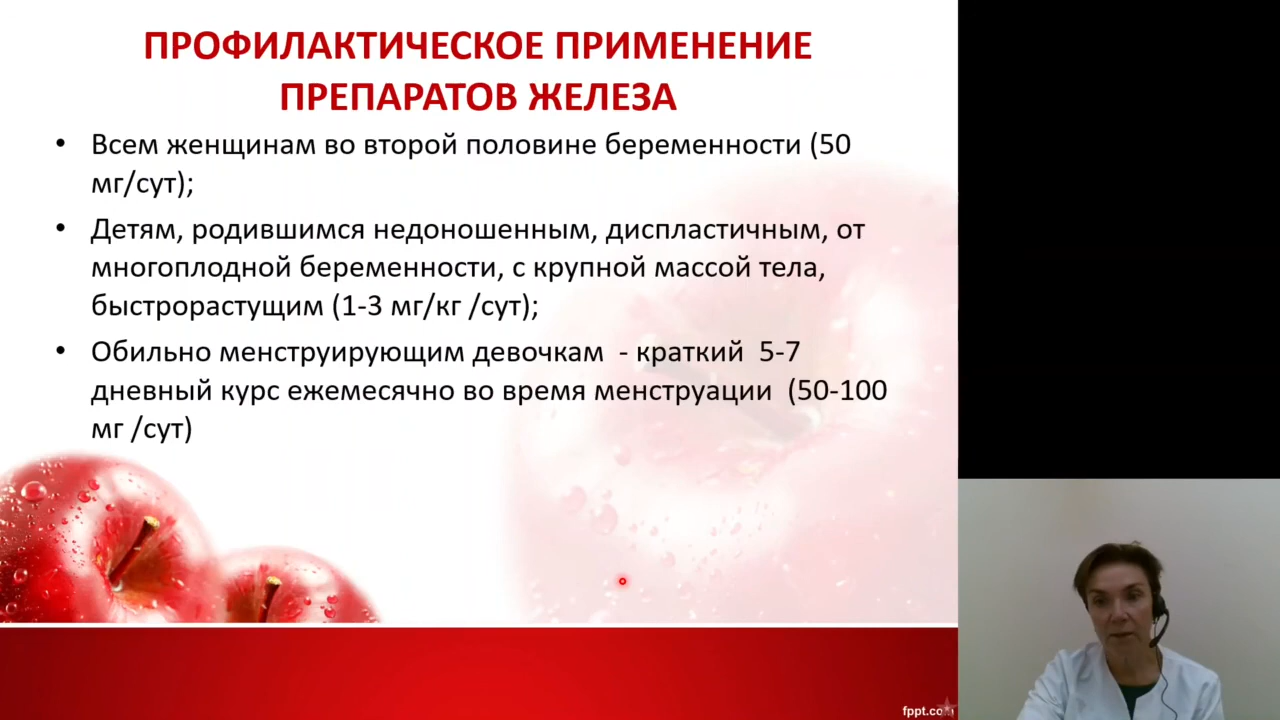 ПРОФИЛАКТИЧЕСКОЕ ПРИМЕНЕНИЕ
ПРЕПАРАТОВ ЖЕЛЕЗА
• Всем женщинам во второй половине беременности (50
мг/сут);
• Детям, родившимся недоношенным, диспластичным, от
многоплодной беременности, с крупной массой тела,
быстрорастущим (1-3 мг/кг /сут);
• Обильно менструирующим девочкам - краткий 5-7
дневный курс ежемесячно во время менструации (50-100
мг /сут)
fppt.com